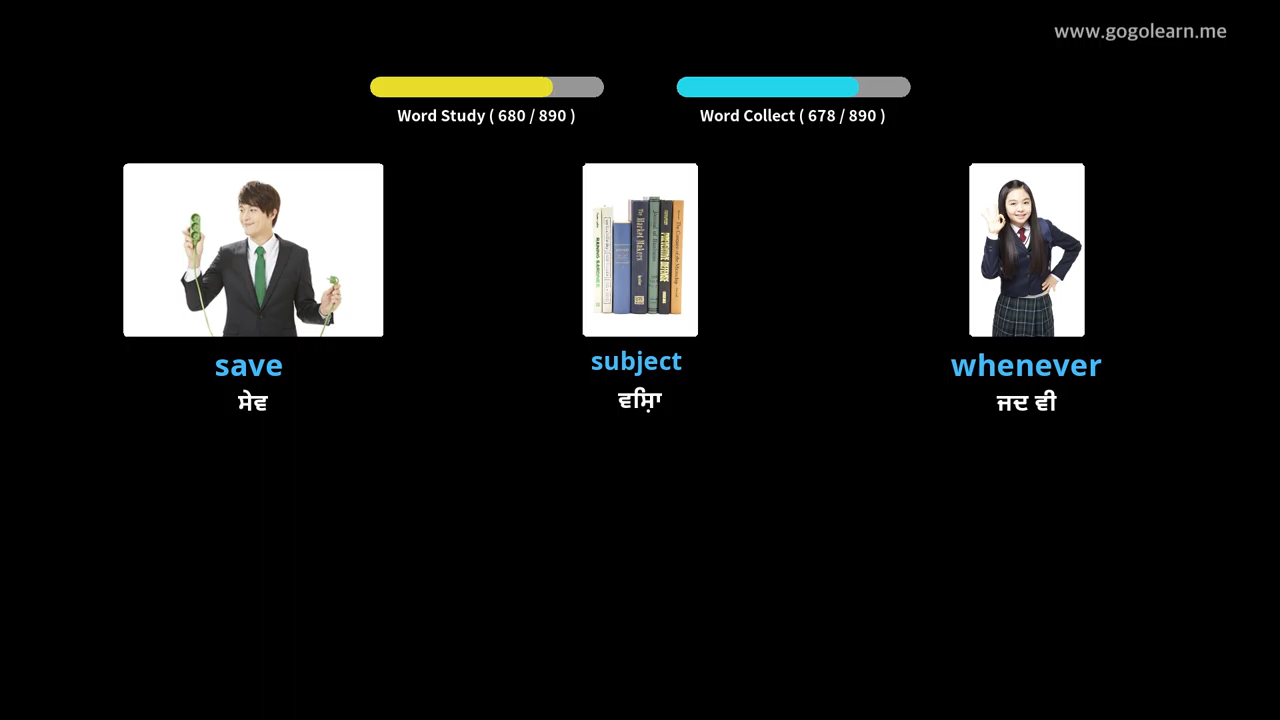 www.gogolearn.me
Word Study ( 680 / 890 )
Word Collect ( 678 / 890 )
save
subject
whenever
ਸੇਵ
ਵਿਸ਼ਾ
ਜਦ ਵੀ